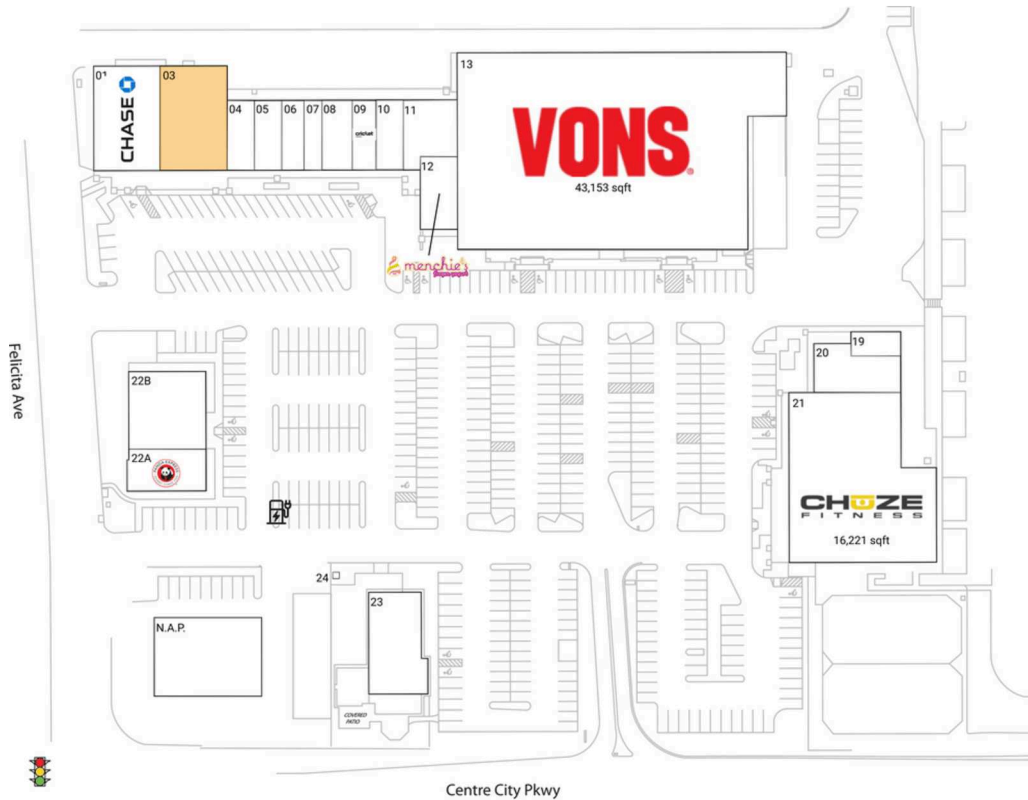 01
CHASE
03
04
05
06
07
08
09
cricket
10
11
12
13
VONS
43,153 sqft
menchie's
Felicita Ave
22B
22A
19
20
21
CHUZE
FITNESS
16,221 sqft
24
23
N.A.P.
COVERED
PATIO
Center City Pkwy